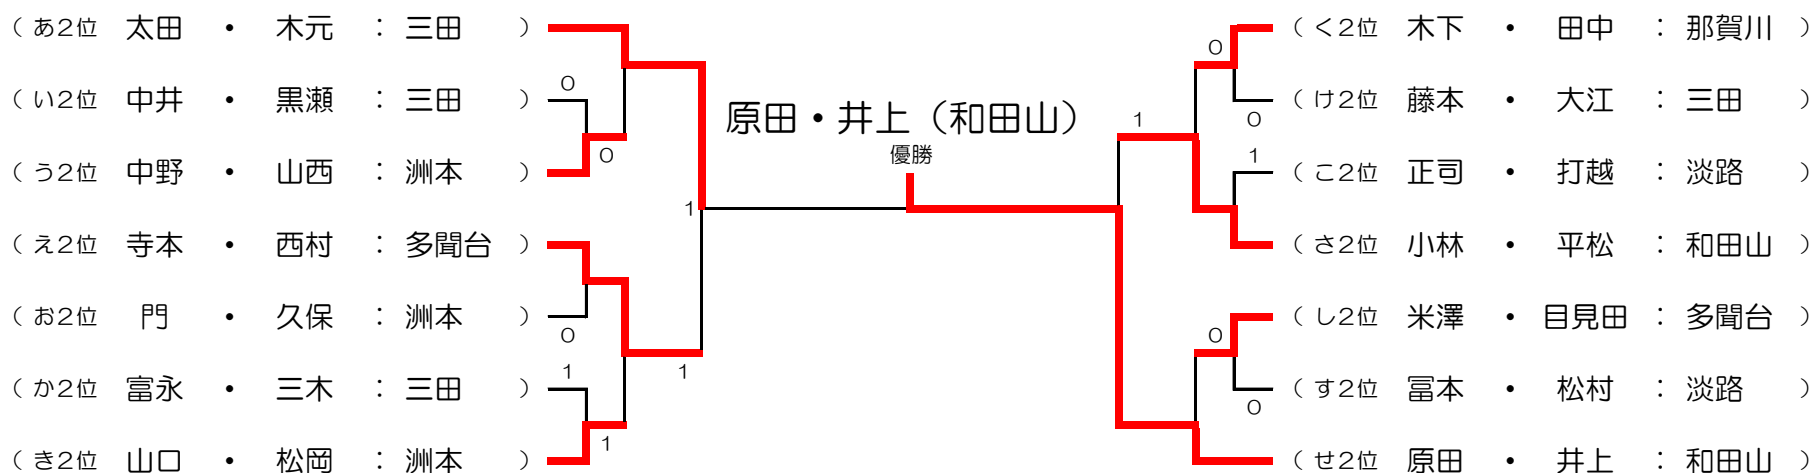 （あ2位 太田 ・ 木元 ：三田 ）
0
（い2位 中井 ・ 黒瀬 ：三田 ）
0
（う2位 中野 ・ 山西 ：洲本 ）
1
（え2位 寺本 ・ 西村 ：多聞台 ）
（お2位 門 ・ 久保 ：洲本 ）
0
1
1
（か2位 富永 ・ 三木 ：三田 ）
1
（き2位 山口 ・ 松岡 ：洲本 ）
原田・井上（和田山）
優勝
（く2位 木下 ・ 田中 ：那賀川 ）
0
（け2位 藤本 ・ 大江 ：三田 ）
1
0
1
（こ2位 正司 ・ 打越 ：淡路 ）
（さ2位 小林 ・ 平松 ：和田山 ）
（し2位 米澤 ・ 目見田 ：多聞台 ）
0
（す2位 冨本 ・ 松村 ：淡路 ）
0
（せ2位 原田 ・ 井上 ：和田山 ）